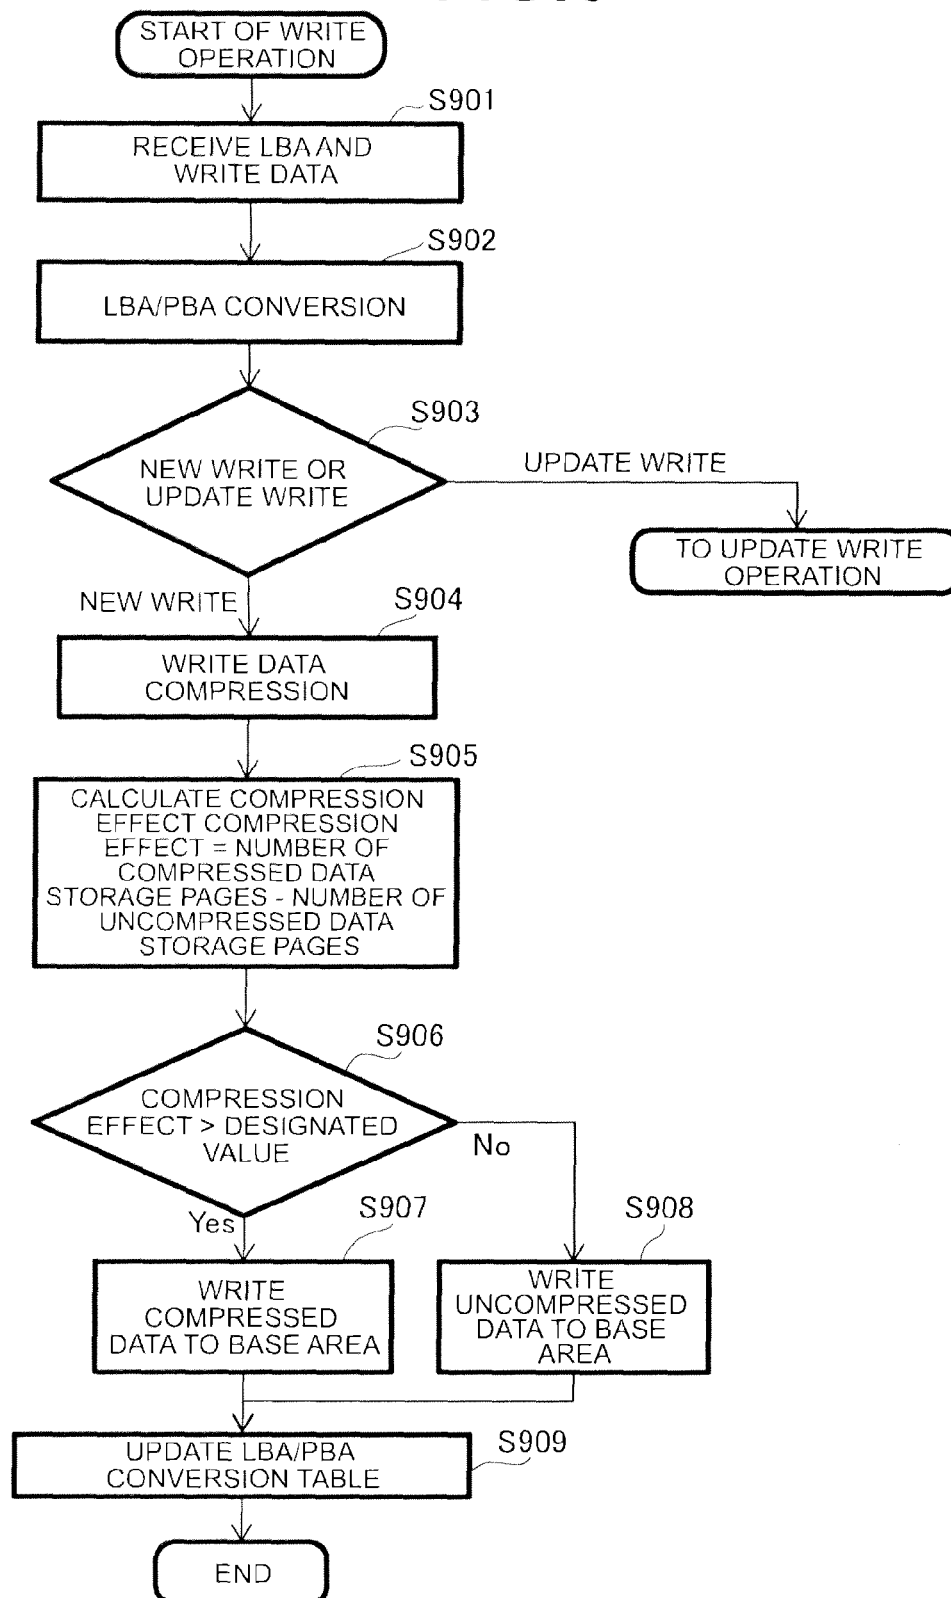 START OF WRITE
OPERATION
S901
RECEIVE LBA AND
WRITE DATA
S902
LBA/PBA CONVERSION
S903
NEW WRITE OR
UPDATE WRITE
UPDATE WRITE
TO UPDATE WRITE
OPERATION
NEW WRITE
S904
WRITE DATA
COMPRESSION
S905
CALCULATE COMPRESSION
EFFECT COMPRESSION
EFFECT = NUMBER OF
COMPRESSED DATA
STORAGE PAGES - NUMBER OF
UNCOMPRESSED DATA
STORAGE PAGES
S906
COMPRESSION
EFFECT > DESIGNATED
VALUE
No
Yes
S907
WRITE
COMPRESSED
DATA TO BASE AREA
S908
WRITE
UNCOMPRESSED
DATA TO BASE
AREA
UPDATE LBA/PBA
CONVERSION TABLE
S909
END